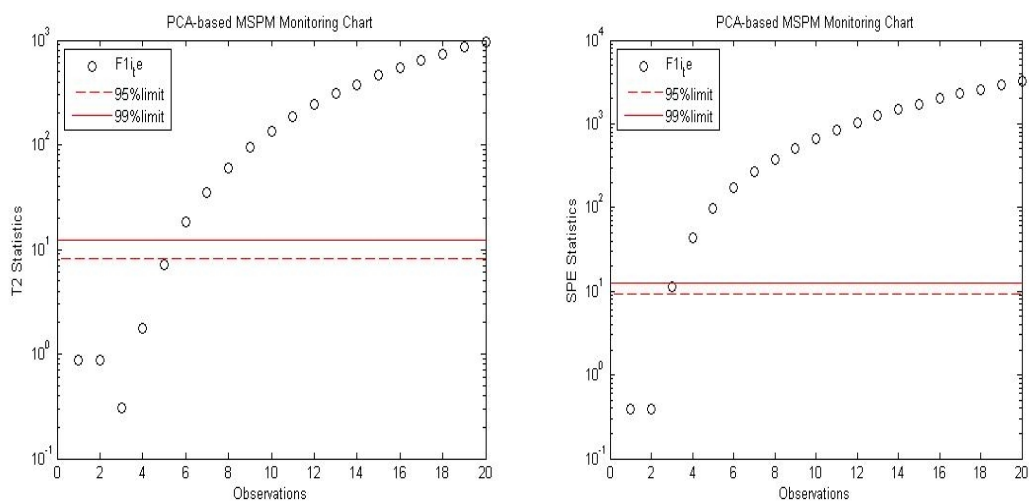 PCA-based MSPM Monitoring Chart
10^3
10^2
10^1
10^0
10^-1
T2 Statistics
F1i_te
95%limit
99%limit
0 2 4 6 8 10 12 14 16 18 20
Observations
PCA-based MSPM Monitoring Chart
10^4
10^3
10^2
10^1
10^0
10^-1
SPE Statistics
F1i_te
95%limit
99%limit
0 2 4 6 8 10 12 14 16 18 20
Observations